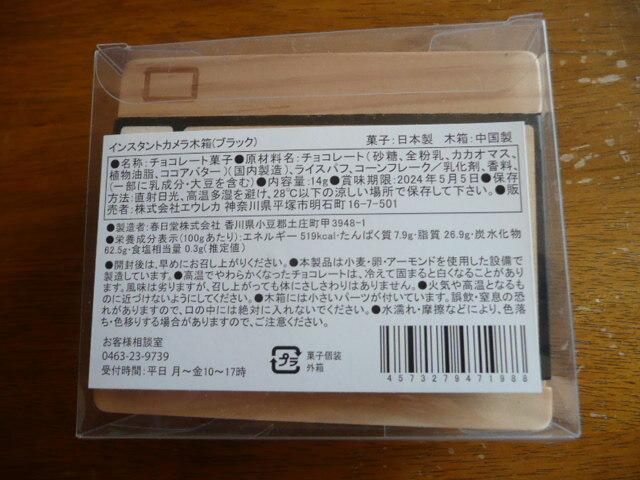 インスタントカメラ木箱(ブラック) 菓子:日本製 木箱:中国製
●名称:チョコレート菓子●原材料名:チョコレート(砂糖、全粉乳、カカオマス、
植物油脂、ココアバター)(国内製造)、ライスパフ、コーンフレーク/乳化剤、香料、
(一部に乳成分・大豆を含む)●内容量:14g●賞味期限:2024年5月5日●保存
方法:直射日光、高温多湿を避け、28℃以下の涼しい場所で保存して下さい。●販
売者:株式会社エウレカ 神奈川県平塚市明石町16-7-501
●製造者:春日堂株式会社 香川県小豆郡土庄町甲3948-1
●栄養成分表示(100gあたり):エネルギー 519kcal・たんぱく質 7.9g・脂質 26.9g・炭水化物
62.5g・食塩相当量 0.3g(推定値)
●開封後は、早めにお召し上がりください。●本製品は小麦・卵・アーモンドを使用した設備で
製造しています。●高温でやわらかくなったチョコレートは、冷えて固まると白くなることがあり
ます。風味は劣りますが、召し上がっても体にさしさわりはありません。●火気や高温となるも
のに近づけないようにしてください。●木箱には小さいパーツが付いています。誤飲・窒息の恐
れがありますので、口の中には絶対に入れないでください。●水濡れ・摩擦などにより、色落
ち・色移りする場合がありますので、ご注意ください。
お客様相談室
0463-23-9739
受付時間:平日 月～金10～17時
プラ
菓子個装
外箱
4573279471988